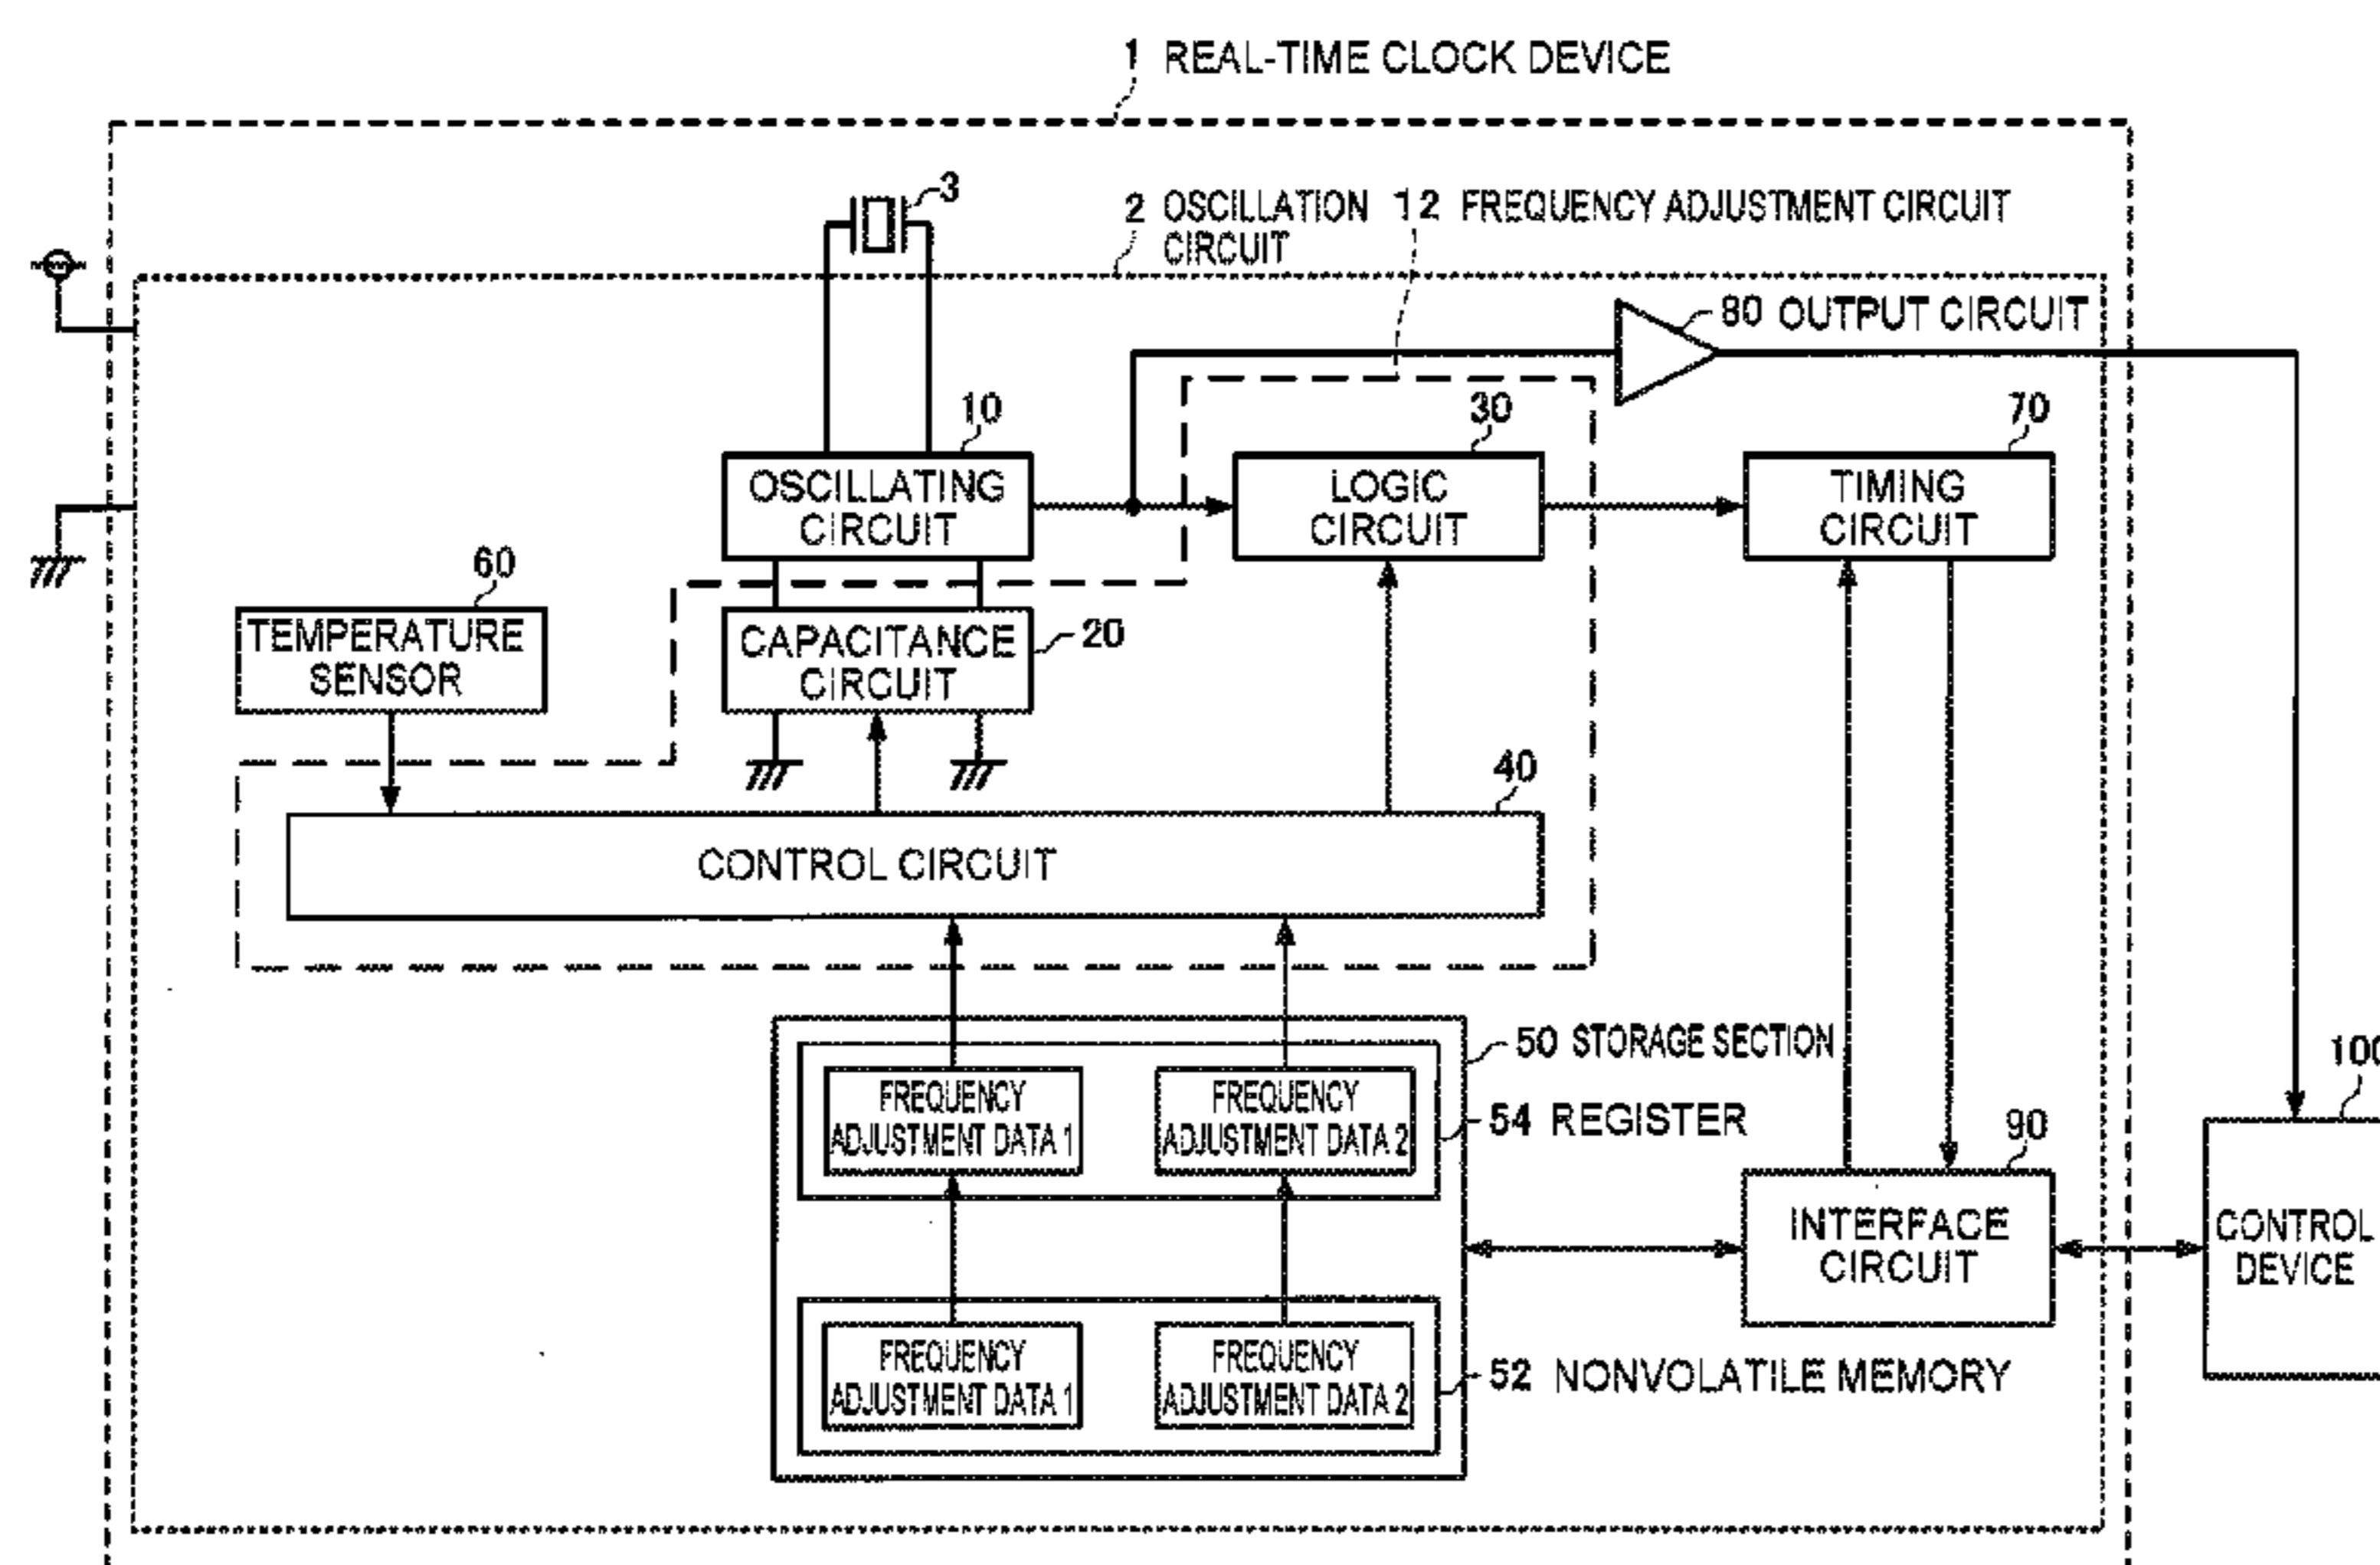 1 REAL-TIME CLOCK DEVICE
3
2 OSCILLATION CIRCUIT
12 FREQUENCY ADJUSTMENT CIRCUIT
80 OUTPUT CIRCUIT
10
30
70
OSCILLATING
CIRCUIT
LOGIC
CIRCUIT
TIMING
CIRCUIT
60
TEMPERATURE
SENSOR
CAPACITANCE
CIRCUIT
20
40
CONTROL CIRCUIT
50 STORAGE SECTION
100
FREQUENCY
ADJUSTMENT DATA 1
FREQUENCY
ADJUSTMENT DATA 2
54 REGISTER
90
INTERFACE
CIRCUIT
CONTROL
DEVICE
FREQUENCY
ADJUSTMENT DATA 1
FREQUENCY
ADJUSTMENT DATA 2
52 NONVOLATILE MEMORY